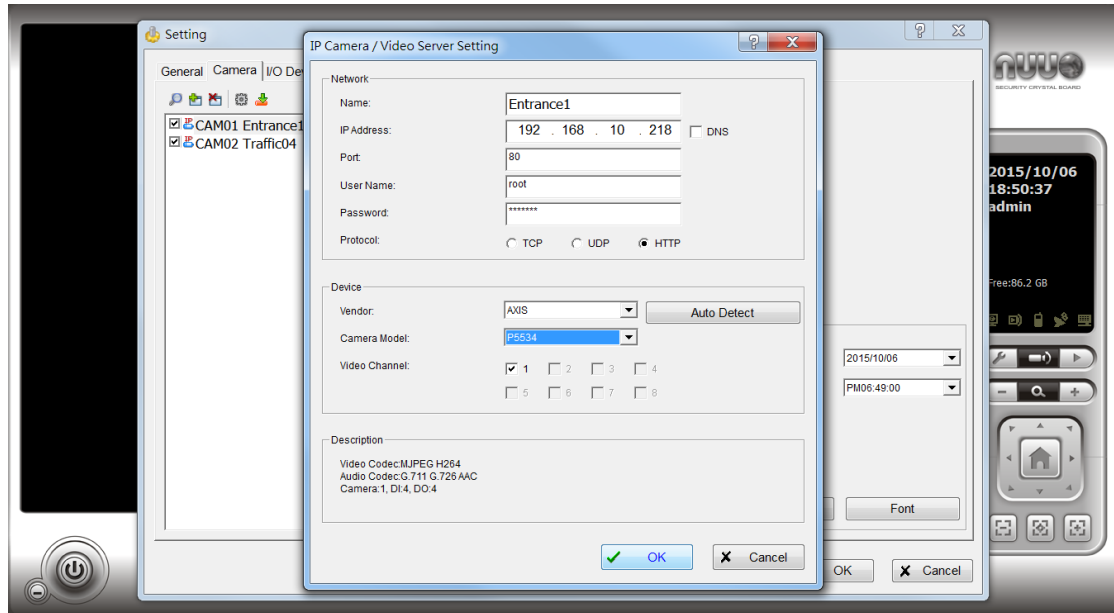 Setting
IP Camera / Video Server Setting
General Camera I/O De
CAM01 Entrance1
CAM02 Traffic04
Network
Name: Entrance1
IP Address: 192 . 168 . 10 . 218 DNS
Port: 80
User Name: root
Password: *******
Protocol: TCP UDP HTTP
Device
Vendor: AXIS Auto Detect
Camera Model: P5534
Video Channel: 1 2 3 4
5 6 7 8
Description
Video Codec:MJPEG H264
Audio Codec:G.711 G.726 AAC
Camera:1, DI:4, DO:4
OK Cancel
2015/10/06
PM06:49:00
Font
OK Cancel
nuuo
SECURITY CRYSTAL BOARD
2015/10/06
18:50:37
admin
Free:86.2 GB